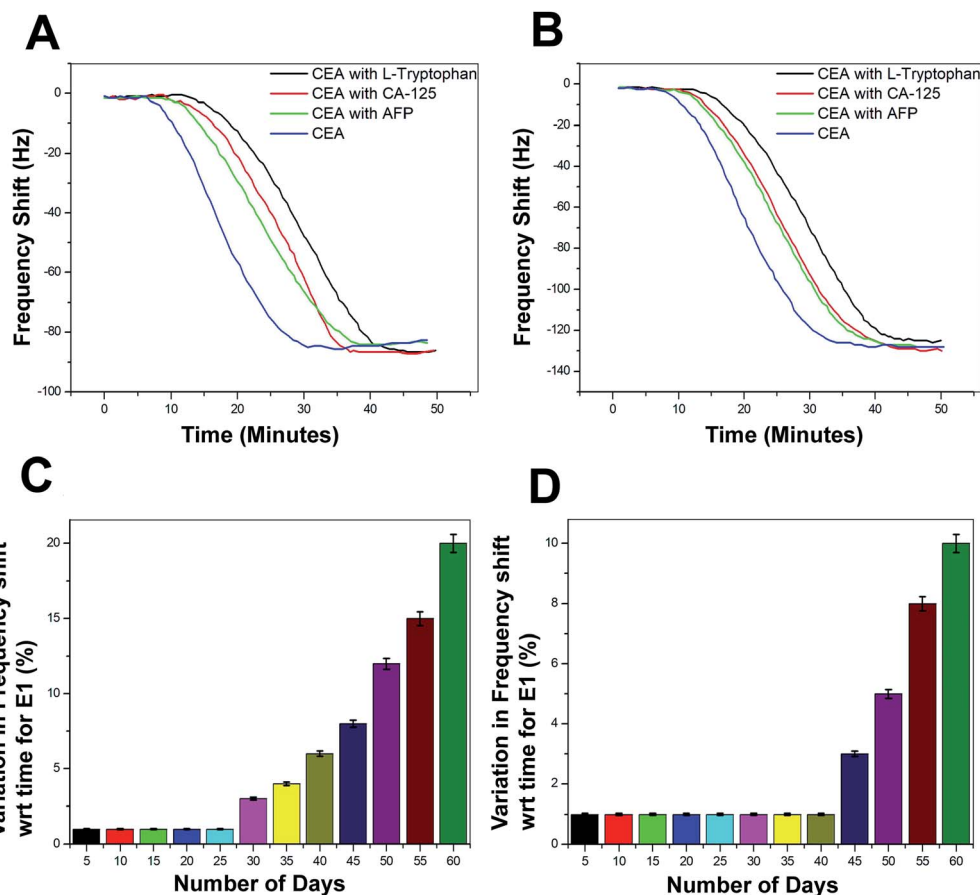 A
CEA with L-Tryptophan
CEA with CA-125
CEA with AFP
CEA
0
-20
-40
-60
-80
-100
Frequency Shift (Hz)
0 10 20 30 40 50
Time (Minutes)
B
CEA with L-Tryptophan
CEA with CA-125
CEA with AFP
CEA
0
-20
-40
-60
-80
-100
-120
-140
Frequency Shift (Hz)
0 10 20 30 40 50
Time (Minutes)
C
20
15
10
5
0
Variation in Frequency shift
wrt time for E1 (%)
5 10 15 20 25 30 35 40 45 50 55 60
Number of Days
D
10
8
6
4
2
0
Variation in Frequency shift
wrt time for E1 (%)
5 10 15 20 25 30 35 40 45 50 55 60
Number of Days